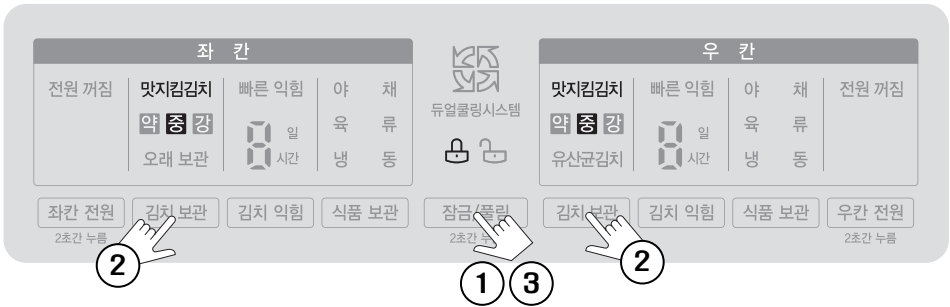 좌 칸
전원 꺼짐
맛지킴김치
약 중 강
오래 보관
빠른 익힘
8 일
시간
야 채
육 류
냉 동
듀얼쿨링시스템
우 칸
맛지킴김치
약 중 강
유산균김치
빠른 익힘
8 일
시간
야 채
육 류
냉 동
전원 꺼짐
좌칸 전원
2초간 누름
김치 보관
김치 익힘
식품 보관
잠금/풀림
2초간 누름
김치 보관
김치 익힘
식품 보관
우칸 전원
2초간 누름
②
① ③
②